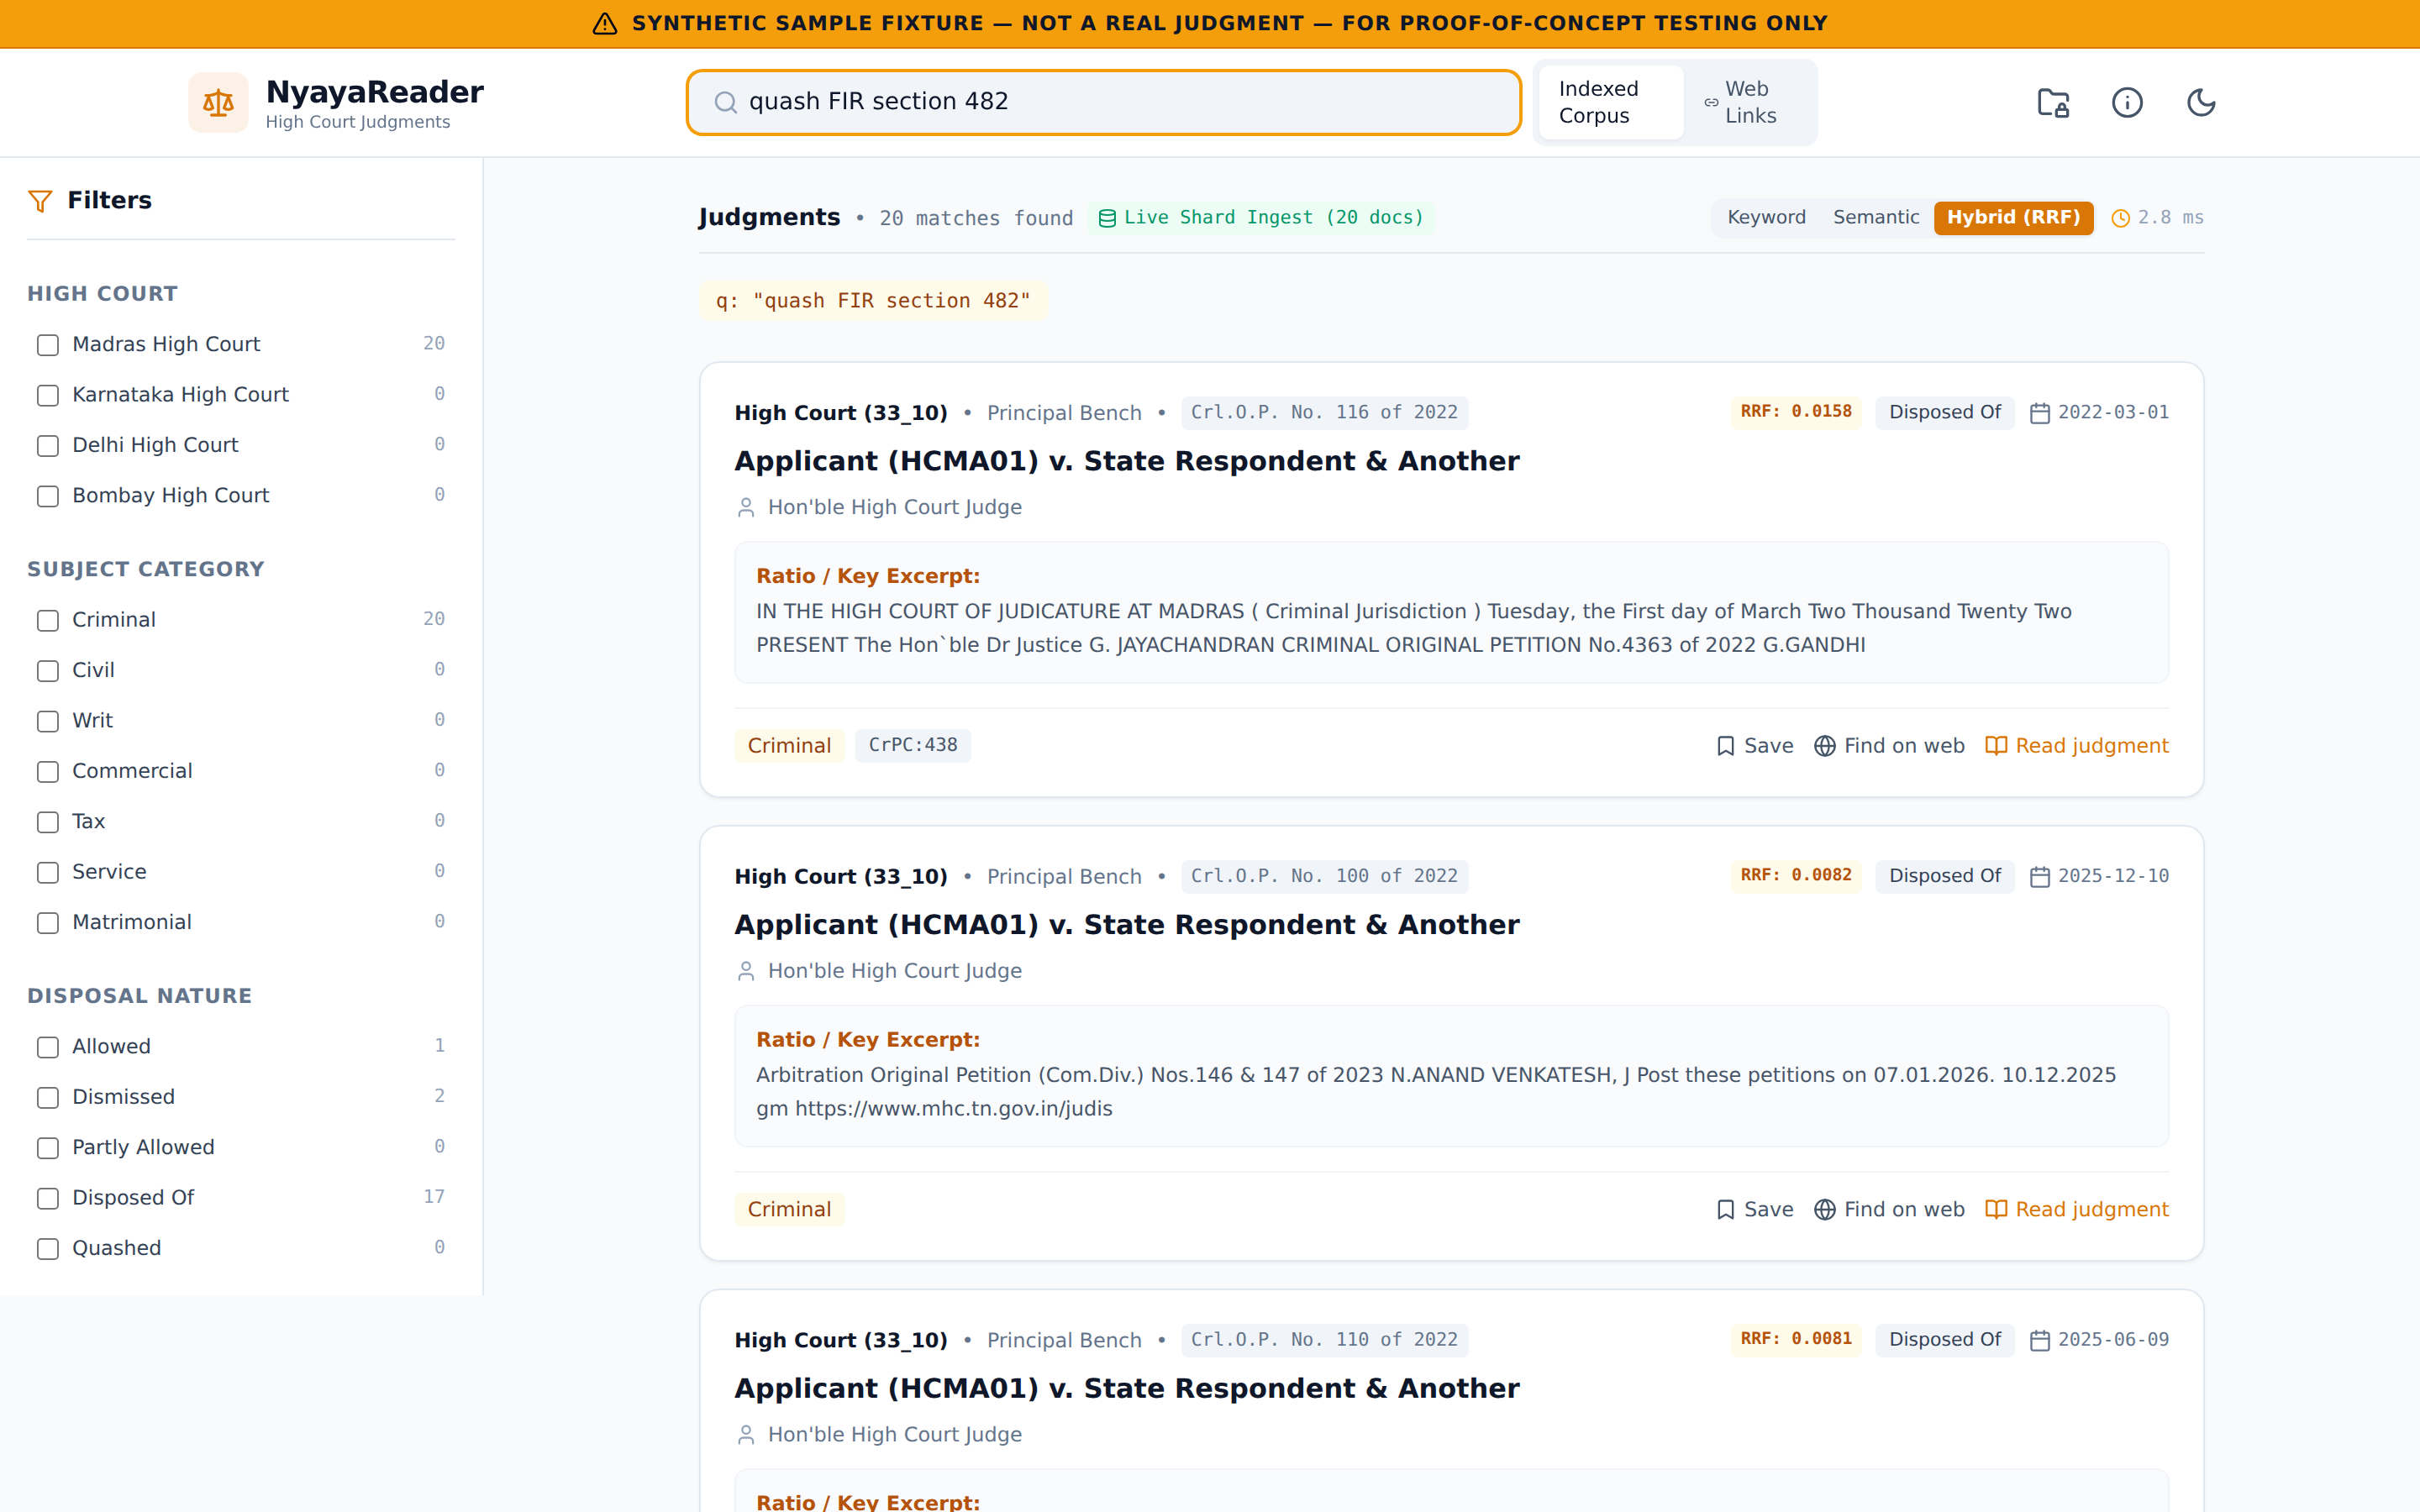 SYNTHETIC SAMPLE FIXTURE — NOT A REAL JUDGMENT — FOR PROOF-OF-CONCEPT TESTING ONLY
NyayaReader
High Court Judgments
quash FIR section 482
Indexed Corpus
Web Links
Filters
HIGH COURT
Madras High Court 20
Karnataka High Court 0
Delhi High Court 0
Bombay High Court 0
SUBJECT CATEGORY
Criminal 20
Civil 0
Writ 0
Commercial 0
Tax 0
Service 0
Matrimonial 0
DISPOSAL NATURE
Allowed 1
Dismissed 2
Partly Allowed 0
Disposed Of 17
Quashed 0
Judgments • 20 matches found Live Shard Ingest (20 docs) Keyword Semantic Hybrid (RRF) 2.8 ms
q: "quash FIR section 482"
High Court (33_10) • Principal Bench • Crl.O.P. No. 116 of 2022 RRF: 0.0158 Disposed Of 2022-03-01
Applicant (HCMA01) v. State Respondent & Another
Hon'ble High Court Judge
Ratio / Key Excerpt:
IN THE HIGH COURT OF JUDICATURE AT MADRAS ( Criminal Jurisdiction ) Tuesday, the First day of March Two Thousand Twenty Two
PRESENT The Hon`ble Dr Justice G. JAYACHANDRAN CRIMINAL ORIGINAL PETITION No.4363 of 2022 G.GANDHI
Criminal CrPC:438 Save Find on web Read judgment
High Court (33_10) • Principal Bench • Crl.O.P. No. 100 of 2022 RRF: 0.0082 Disposed Of 2025-12-10
Applicant (HCMA01) v. State Respondent & Another
Hon'ble High Court Judge
Ratio / Key Excerpt:
Arbitration Original Petition (Com.Div.) Nos.146 & 147 of 2023 N.ANAND VENKATESH, J Post these petitions on 07.01.2026. 10.12.2025
gm https://www.mhc.tn.gov.in/judis
Criminal Save Find on web Read judgment
High Court (33_10) • Principal Bench • Crl.O.P. No. 110 of 2022 RRF: 0.0081 Disposed Of 2025-06-09
Applicant (HCMA01) v. State Respondent & Another
Hon'ble High Court Judge
Ratio / Key Excerpt: